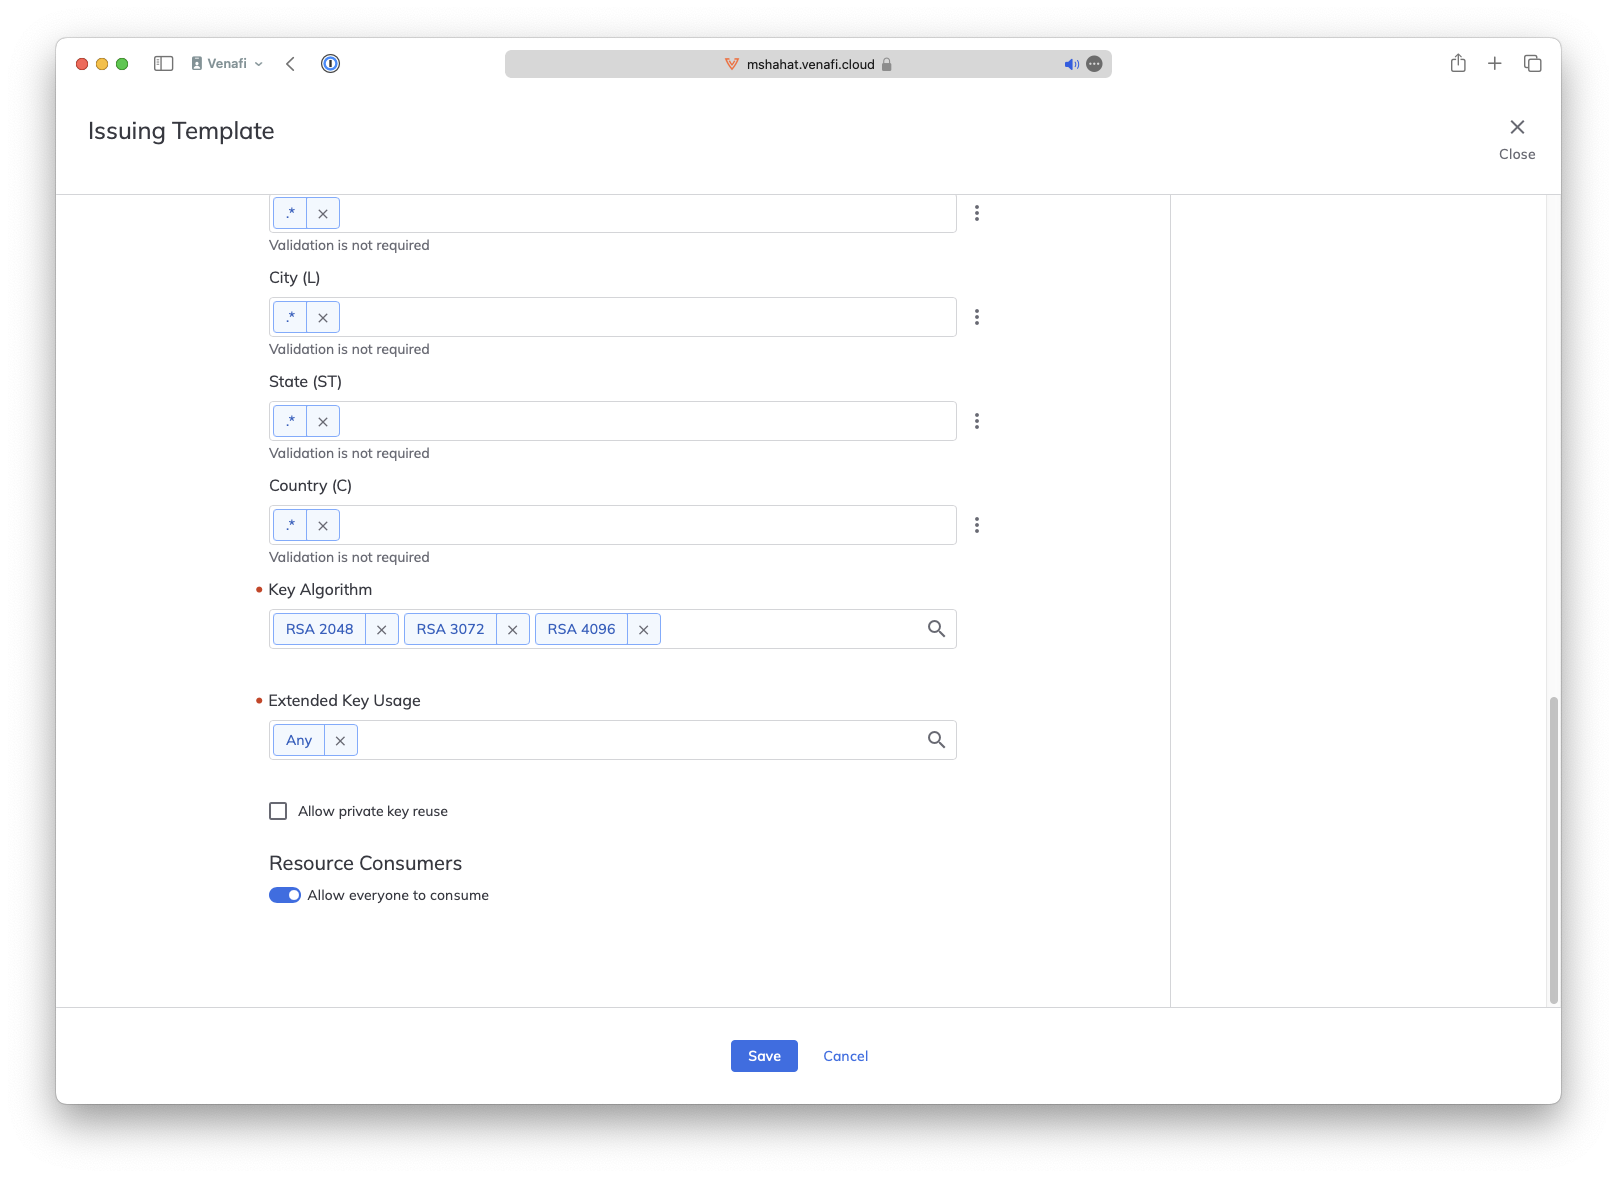 Venafi
mshahat.venafi.cloud
Issuing Template
Close
.*
Validation is not required
City (L)
.*
Validation is not required
State (ST)
.*
Validation is not required
Country (C)
.*
Validation is not required
Key Algorithm
RSA 2048 RSA 3072 RSA 4096
Extended Key Usage
Any
Allow private key reuse
Resource Consumers
Allow everyone to consume
Save Cancel